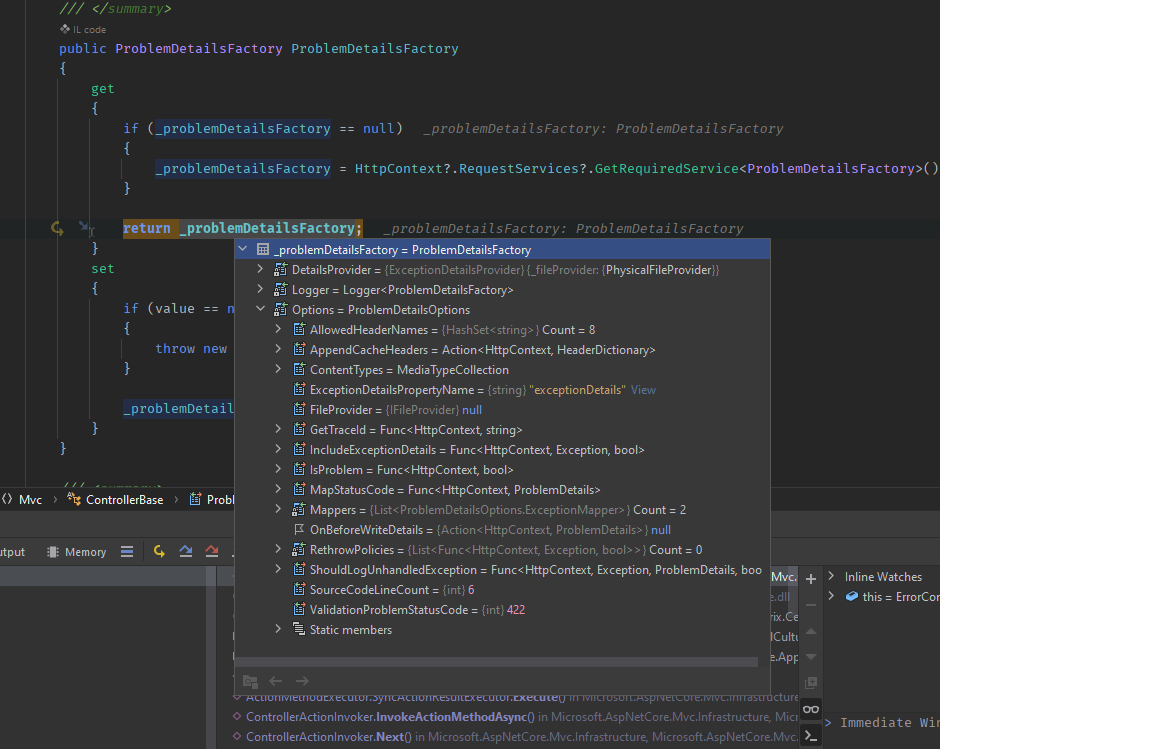 /// </summary>
IL code
public ProblemDetailsFactory ProblemDetailsFactory
{
get
{
if (_problemDetailsFactory == null) _problemDetailsFactory: ProblemDetailsFactory
{
_problemDetailsFactory = HttpContext?.RequestServices?.GetRequiredService<ProblemDetailsFactory>()
}
return _problemDetailsFactory; _problemDetailsFactory: ProblemDetailsFactory
}
set
{
if (value == n
{
throw new
}
_problemDetail
}
}
/// <summary>
_problemDetailsFactory = ProblemDetailsFactory
DetailsProvider = {ExceptionDetailsProvider} {_fileProvider: {PhysicalFileProvider}}
Logger = Logger<ProblemDetailsFactory>
Options = ProblemDetailsOptions
AllowedHeaderNames = {HashSet<string>} Count = 8
AppendCacheHeaders = Action<HttpContext, HeaderDictionary>
ContentTypes = MediaTypeCollection
ExceptionDetailsPropertyName = {string} "exceptionDetails" View
FileProvider = {IFileProvider} null
GetTraceId = Func<HttpContext, string>
IncludeExceptionDetails = Func<HttpContext, Exception, bool>
IsProblem = Func<HttpContext, bool>
MapStatusCode = Func<HttpContext, ProblemDetails>
Mappers = {List<ProblemDetailsOptions.ExceptionMapper>} Count = 2
OnBeforeWriteDetails = {Action<HttpContext, ProblemDetails>} null
RethrowPolicies = {List<Func<HttpContext, Exception, bool>>} Count = 0
ShouldLogUnhandledException = Func<HttpContext, Exception, ProblemDetails, boo
SourceCodeLineCount = {int} 6
ValidationProblemStatusCode = {int} 422
Static members
Mvc > ControllerBase > Probl
utput Memory
Mvc.
e.dll
rix.Ce
lCultu
e.App
ActionMethodExecutor.SyncActionResultExecutor.Execute() in Microsoft.AspNetCore.Mvc.Infrastructure
ControllerActionInvoker.InvokeActionMethodAsync() in Microsoft.AspNetCore.Mvc.Infrastructure, Micr
ControllerActionInvoker.Next() in Microsoft.AspNetCore.Mvc.Infrastructure, Microsoft.AspNetCore.Mvc.
Inline Watches
this = ErrorCor
> Immediate Wir